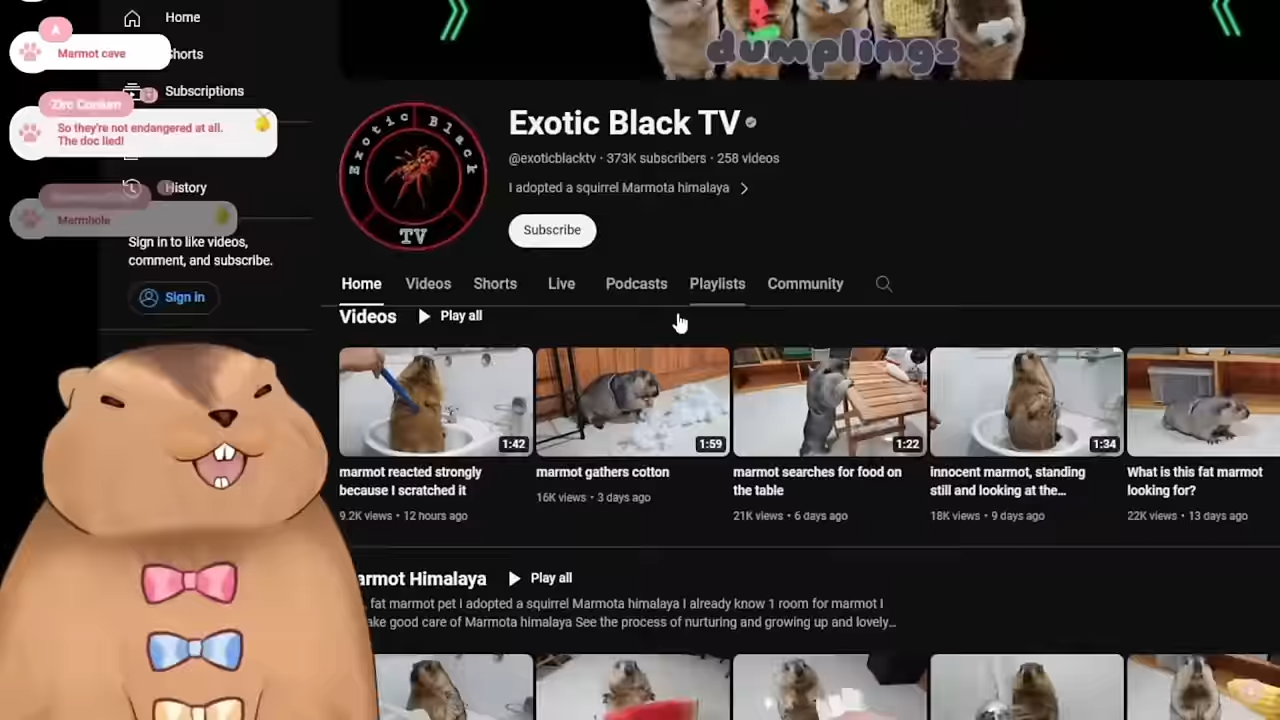 Home
A
Marmot cave
Shorts
Subscriptions
Zirc Conium
So they're not endangered at all.
The doc lied!
History
Marmhole
Sign in to like videos,
comment, and subscribe.
Sign in
dumplings
Exotic Black
TV
Exotic Black TV
@exoticblacktv · 373K subscribers · 258 videos
I adopted a squirrel Marmota himalaya
Subscribe
Home Videos Shorts Live Podcasts Playlists Community
Videos Play all
1:42
1:59
1:22
1:34
marmot reacted strongly
because I scratched it
9.2K views • 12 hours ago
marmot gathers cotton
16K views • 3 days ago
marmot searches for food on
the table
21K views • 6 days ago
innocent marmot, standing
still and looking at the...
18K views • 9 days ago
What is this fat marmot
looking for?
22K views • 13 days ago
armot Himalaya Play all
fat marmot pet I adopted a squirrel Marmota himalaya I already know 1 room for marmot I
ake good care of Marmota himalaya See the process of nurturing and growing up and lovely...